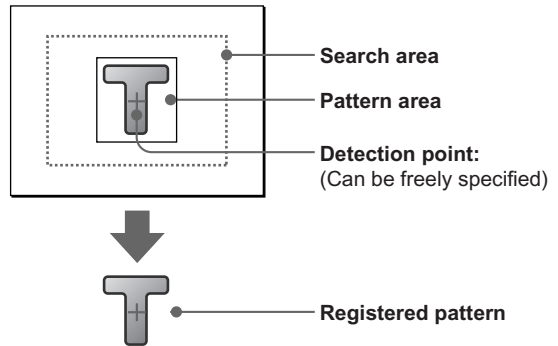 Search area
Pattern area
Detection point:
(Can be freely specified)
Registered pattern